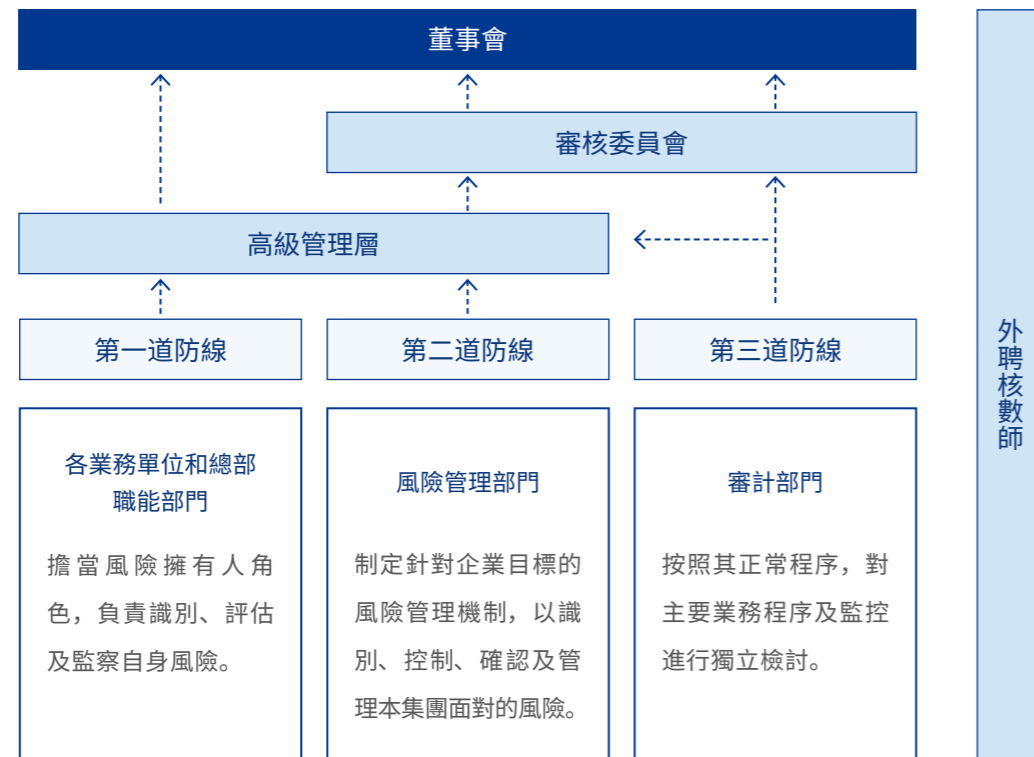 董事會
審核委員會
高級管理層
第一道防線
第二道防線
第三道防線
各業務單位和總部
職能部門
擔當風險擁有人角
色，負責識別、評估
及監察自身風險。
風險管理部門
制定針對企業目標的
風險管理機制，以識
別、控制、確認及管
理本集團面對的風險。
審計部門
按照其正常程序，對
主要業務程序及監控
進行獨立檢討。
外聘核數師